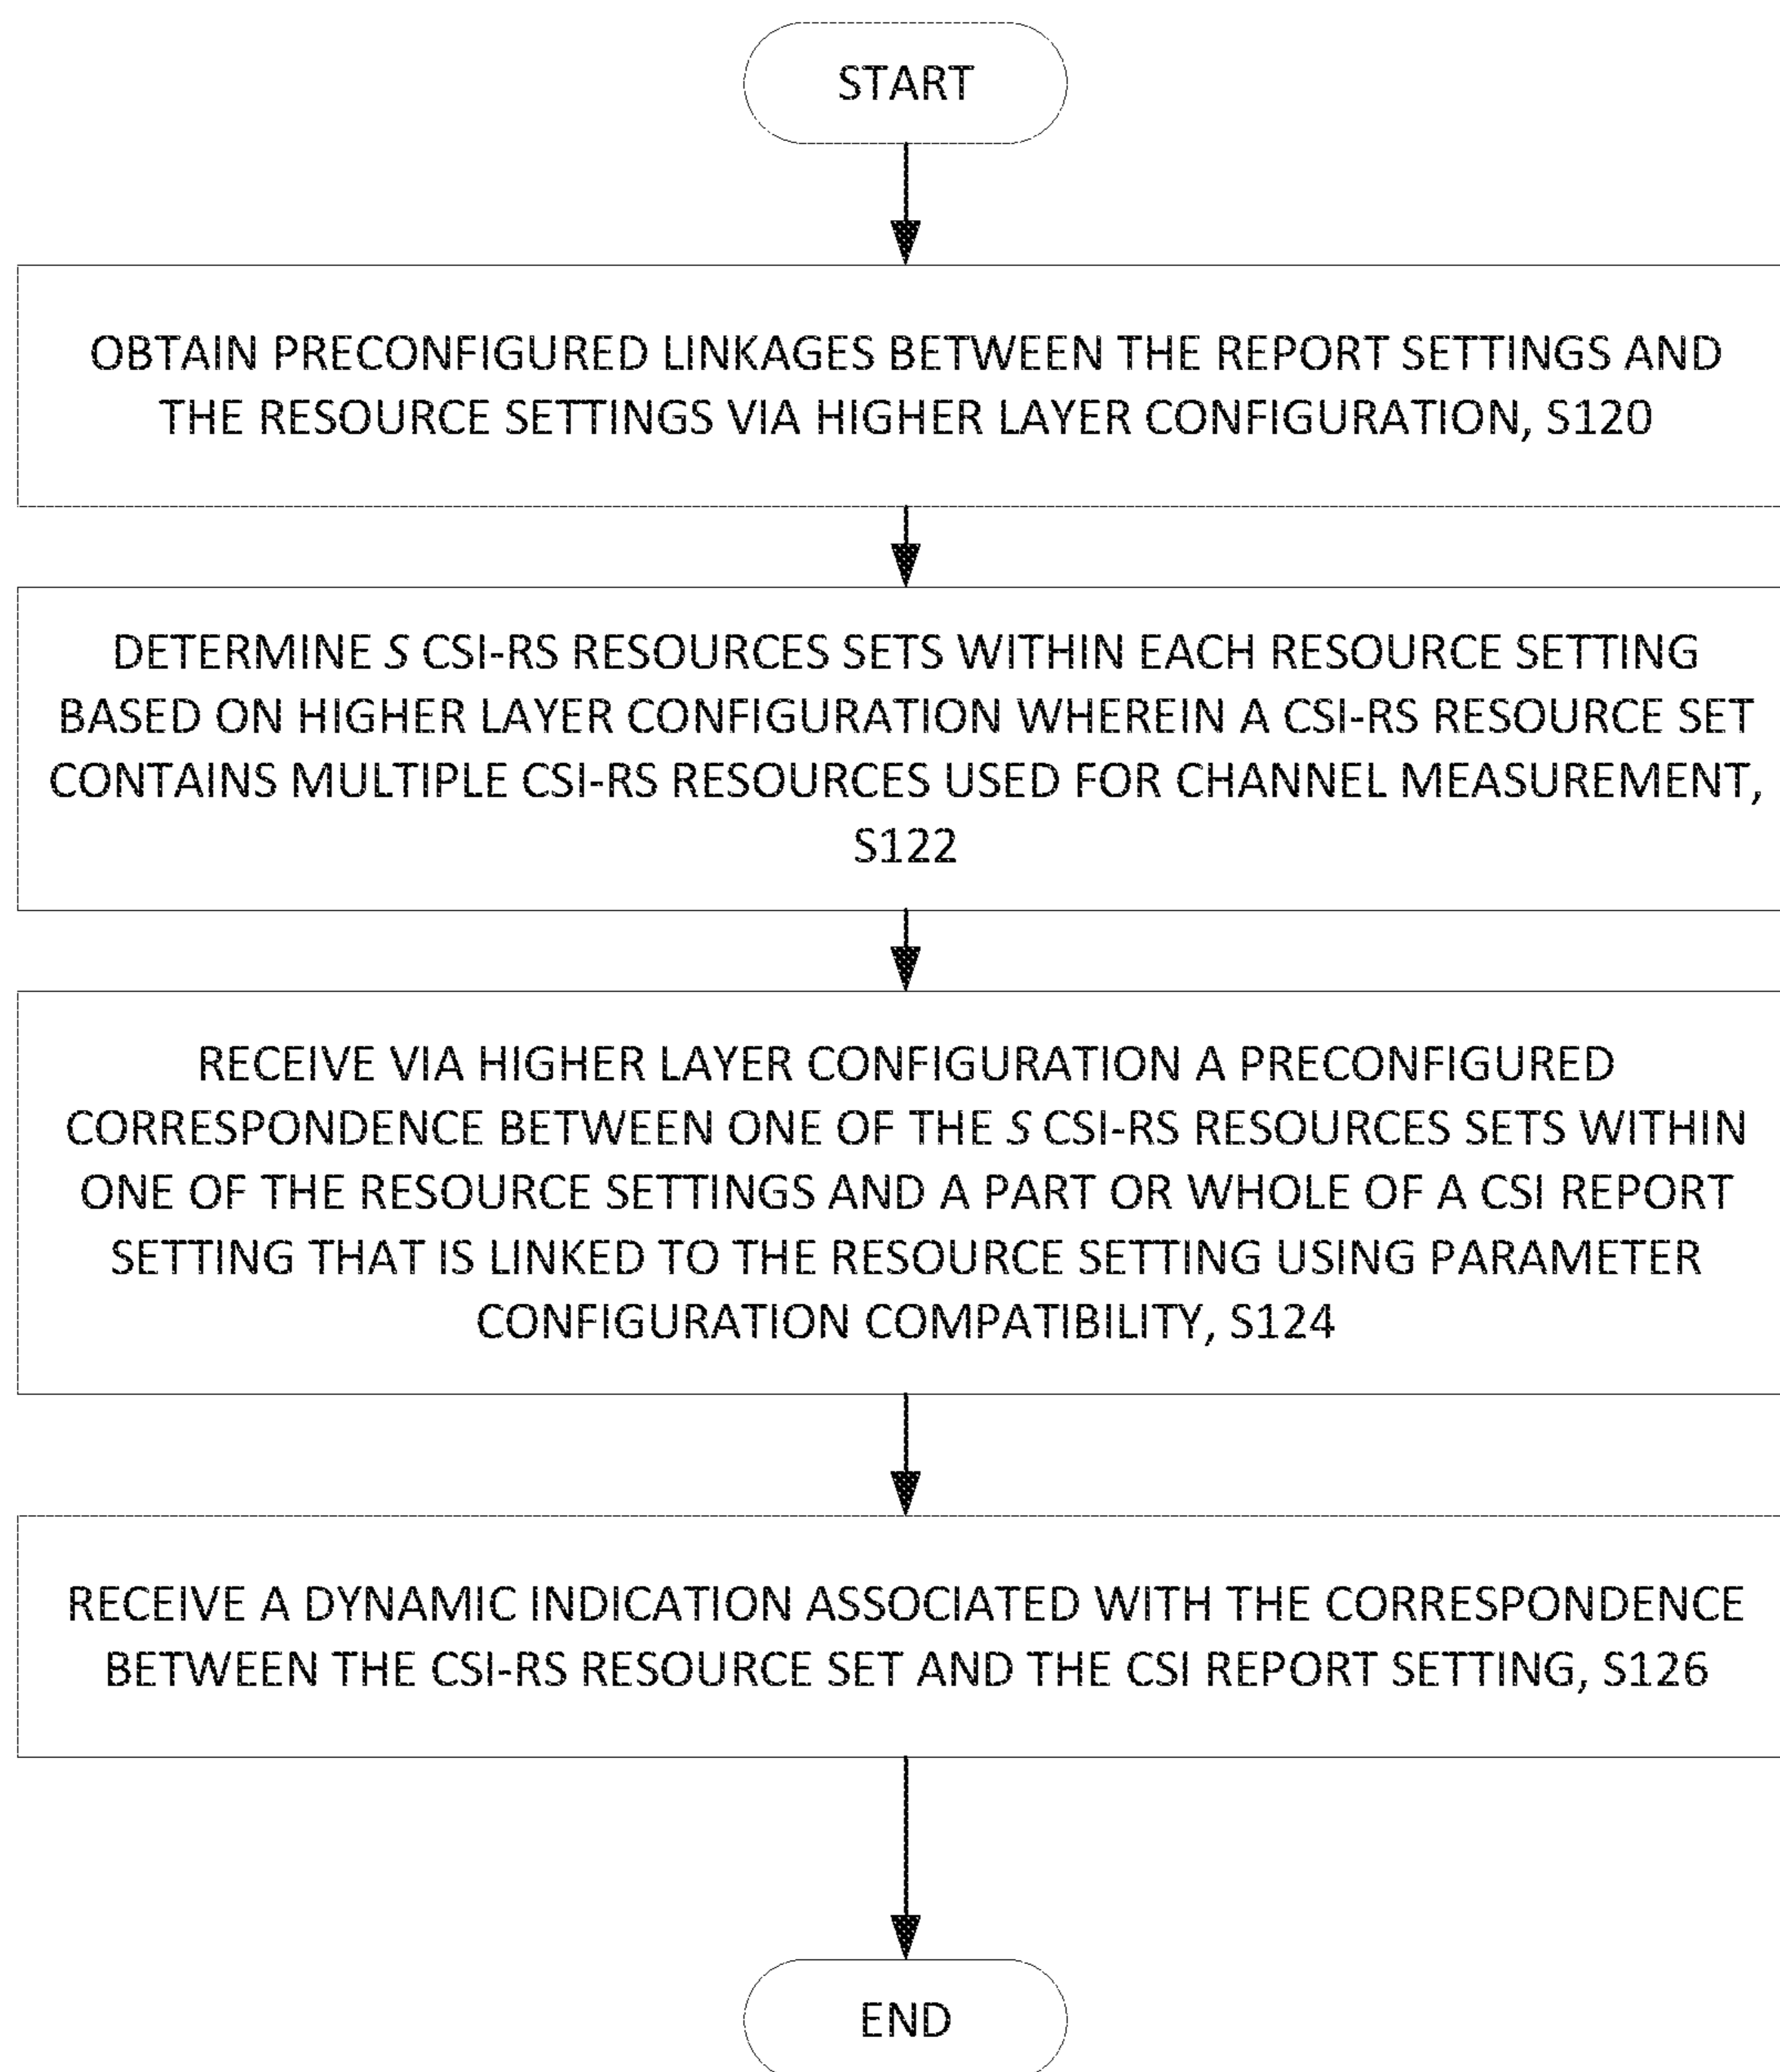 START
OBTAIN PRECONFIGURED LINKAGES BETWEEN THE REPORT SETTINGS AND
THE RESOURCE SETTINGS VIA HIGHER LAYER CONFIGURATION, S120
DETERMINE S CSI-RS RESOURCES SETS WITHIN EACH RESOURCE SETTING
BASED ON HIGHER LAYER CONFIGURATION WHEREIN A CSI-RS RESOURCE SET
CONTAINS MULTIPLE CSI-RS RESOURCES USED FOR CHANNEL MEASUREMENT,
S122
RECEIVE VIA HIGHER LAYER CONFIGURATION A PRECONFIGURED
CORRESPONDENCE BETWEEN ONE OF THE S CSI-RS RESOURCES SETS WITHIN
ONE OF THE RESOURCE SETTINGS AND A PART OR WHOLE OF A CSI REPORT
SETTING THAT IS LINKED TO THE RESOURCE SETTING USING PARAMETER
CONFIGURATION COMPATIBILITY, S124
RECEIVE A DYNAMIC INDICATION ASSOCIATED WITH THE CORRESPONDENCE
BETWEEN THE CSI-RS RESOURCE SET AND THE CSI REPORT SETTING, S126
END